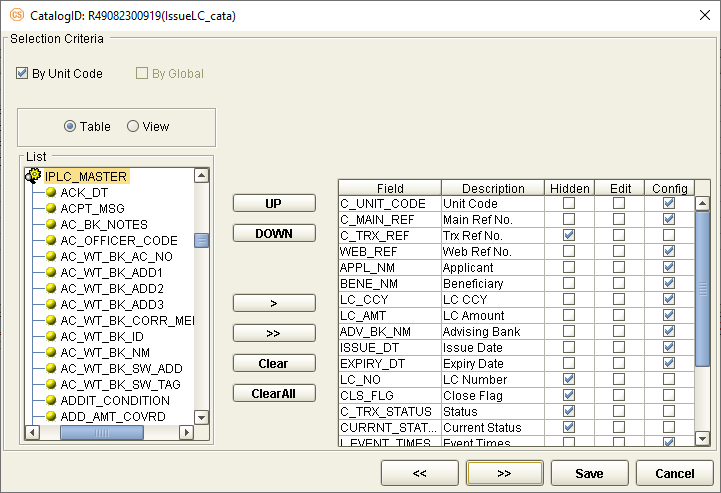 CatalogID: R49082300919(IssueLC_cata)
Selection Criteria
By Unit Code By Global
Table View
List
IPLC_MASTER
ACK_DT
ACPT_MSG
AC_BK_NOTES
AC_OFFICER_CODE
AC_WT_BK_AC_NO
AC_WT_BK_ADD1
AC_WT_BK_ADD2
AC_WT_BK_ADD3
AC_WT_BK_CORR_MEI
AC_WT_BK_ID
AC_WT_BK_NM
AC_WT_BK_SW_ADD
AC_WT_BK_SW_TAG
ADDIT_CONDITION
ADD_AMT_COVRD
UP
DOWN
>
>>
Clear
ClearAll
Field Description Hidden Edit Config
C_UNIT_CODE Unit Code
C_MAIN_REF Main Ref No.
C_TRX_REF Trx Ref No.
WEB_REF Web Ref No.
APPL_NM Applicant
BENE_NM Beneficiary
LC_CCY LC CCY
LC_AMT LC Amount
ADV_BK_NM Advising Bank
ISSUE_DT Issue Date
EXPIRY_DT Expiry Date
LC_NO LC Number
CLS_FLG Close Flag
C_TRX_STATUS Status
CURRNT_STAT... Current Status
I_EVENT_TIMES Event Times
<< >> Save Cancel